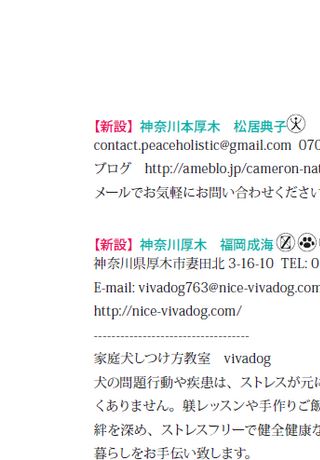 【新設】 神奈川本厚木　松居典子
contact.peaceholistic@gmail.com 070
ブログ　http://ameblo.jp/cameron-nat
メールでお気軽にお問い合わせください
【新設】 神奈川厚木　福岡成海
神奈川県厚木市妻田北 3-16-10 TEL: 0
E-mail: vivadog763@nice-vivadog.com
http://nice-vivadog.com/
-----------------------------------
家庭犬しつけ方教室　vivadog
犬の問題行動や疾患は、ストレスが元に
くありません。躾レッスンや手作りご飯
絆を深め、ストレスフリーで健全健康な
暮らしをお手伝い致します。